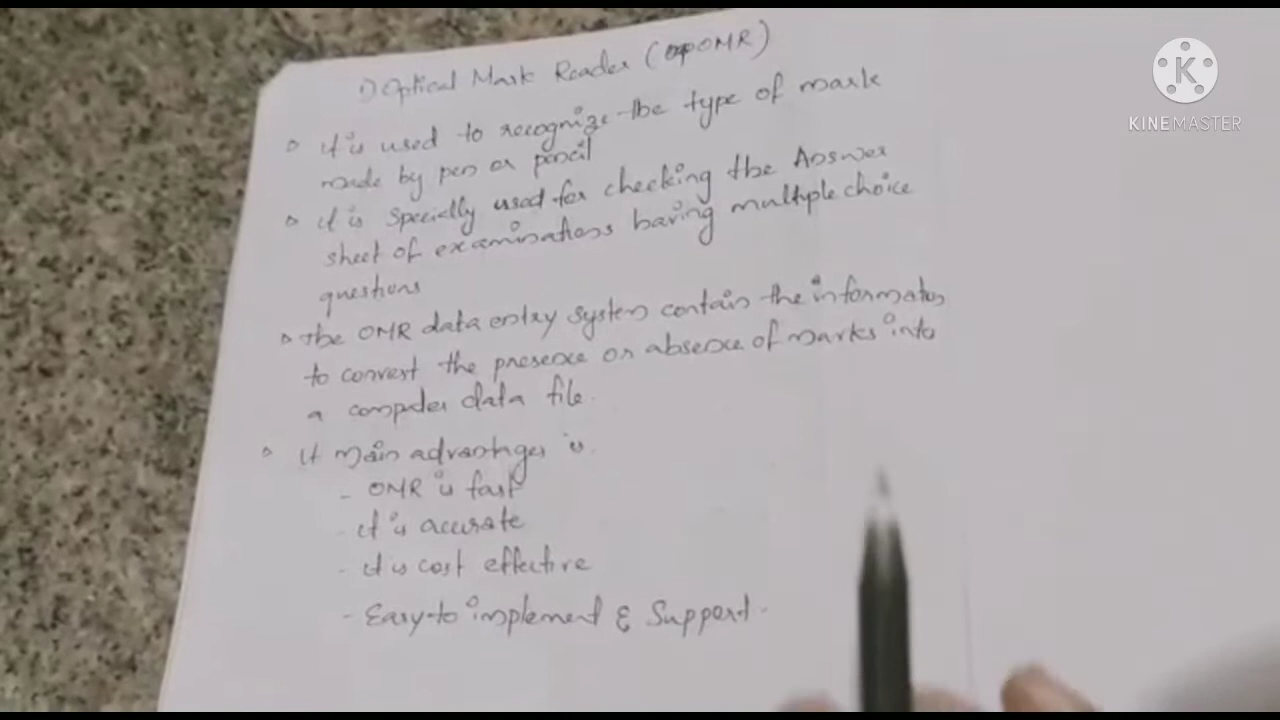 1) Optical Mark Reader (OMR)
It is used to recognize the type of mark
made by pen or pencil
It is specially used for checking the Answer
sheet of examinations having multiple choice
questions
The OMR data entry system contain the information
to convert the presence or absence of marks into
a computer data file.
It main advantages is.
- OMR is fast
- it is accurate
- it is cost effective
- Easy to implement & Support.
K
KINEMASTER